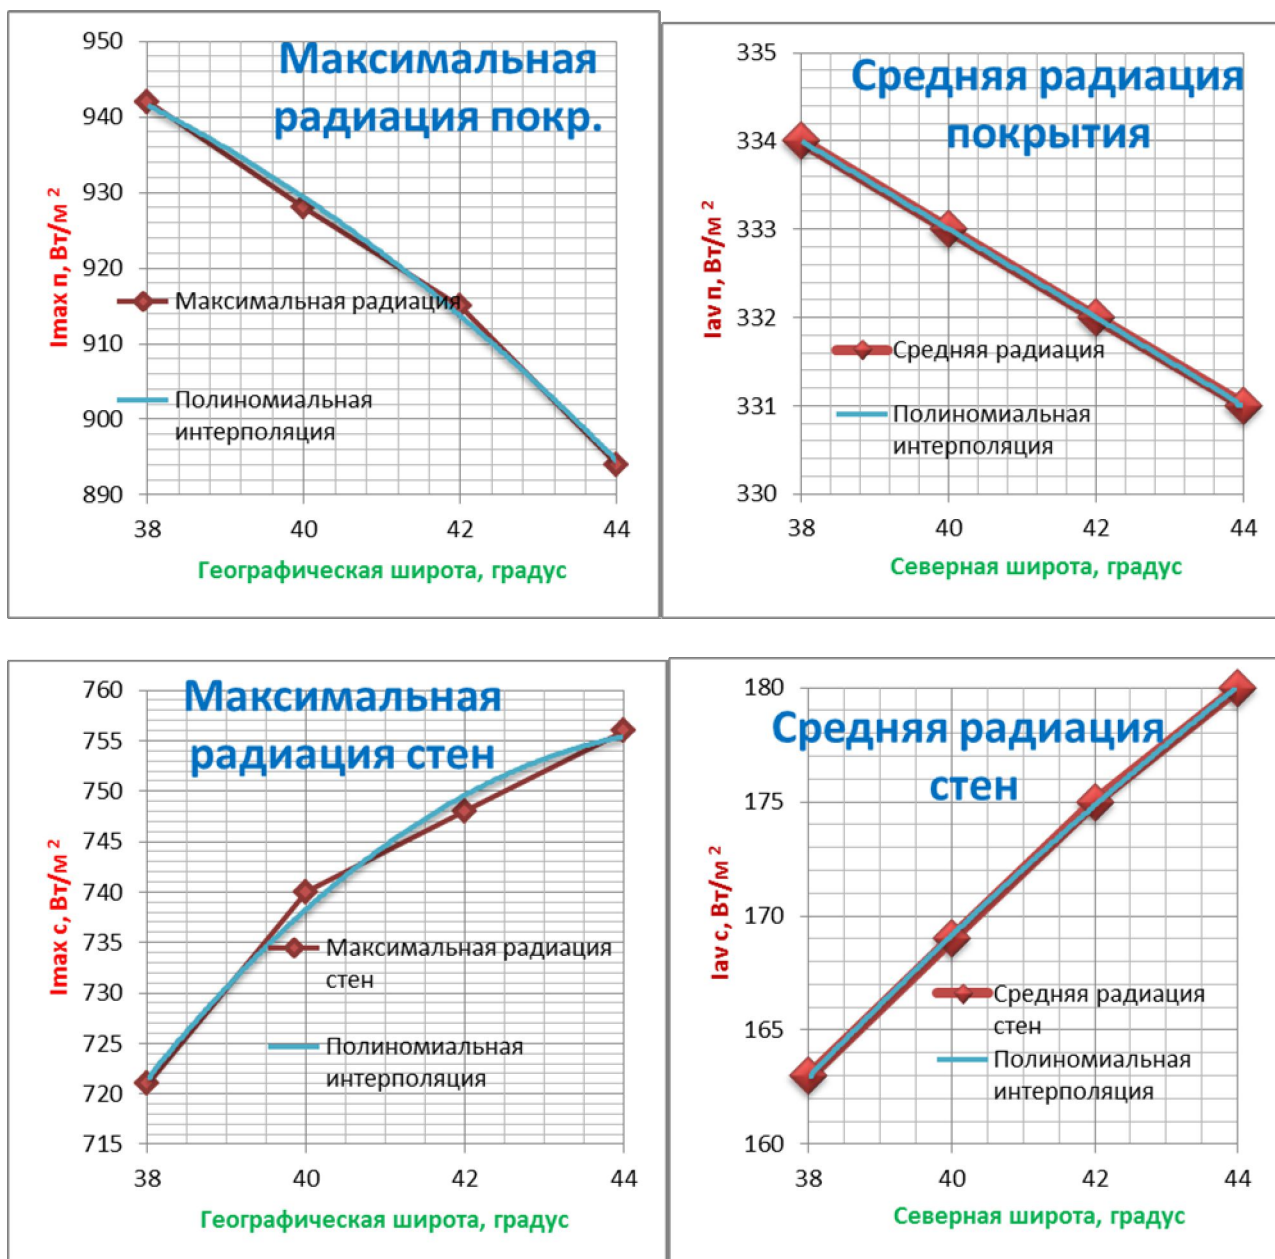 Максимальная
радиация покр.
950
940
930
920
910
900
890
38
40
42
44
Imax п, Вт/м ²
Максимальная радиация
Полиномиальная
интерполяция
Географическая широта, градус
Средняя радиация
покрытия
335
334
333
332
331
330
38
40
42
44
Iav п, Вт/м ²
Средняя радиация
Полиномиальная
интерполяция
Северная широта, градус
Максимальная
радиация стен
760
755
750
745
740
735
730
725
720
715
38
40
42
44
Imax с, Вт/м ²
Максимальная радиация
стен
Полиномиальная
интерполяция
Географическая широта, градус
Средняя радиация
стен
180
175
170
165
160
38
40
42
44
Iav с, Вт/м ²
Средняя радиация
стен
Полиномиальная
интерполяция
Северная широта, градус